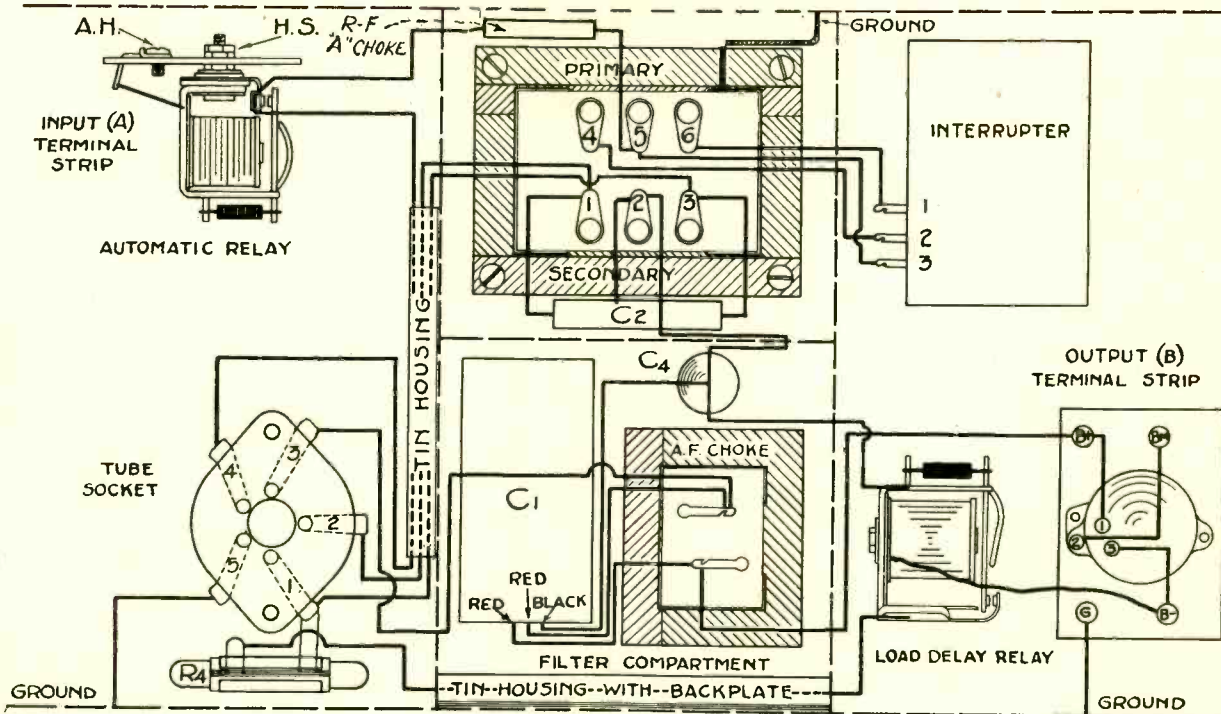 A.H.
H.S.
R-F
"A" CHOKE
GROUND
PRIMARY
INPUT (A)
TERMINAL
STRIP
4
5
6
INTERRUPTER
1
2
3
1
2
3
AUTOMATIC RELAY
SECONDARY
C2
TIN HOUSING
C4
OUTPUT (B)
TERMINAL STRIP
A.F. CHOKE
TUBE
SOCKET
4
3
2
5
1
C1
RED
RED
BLACK
1
2
3
B-
G
R4
FILTER COMPARTMENT
LOAD DELAY RELAY
GROUND
TIN HOUSING WITH BACKPLATE
GROUND